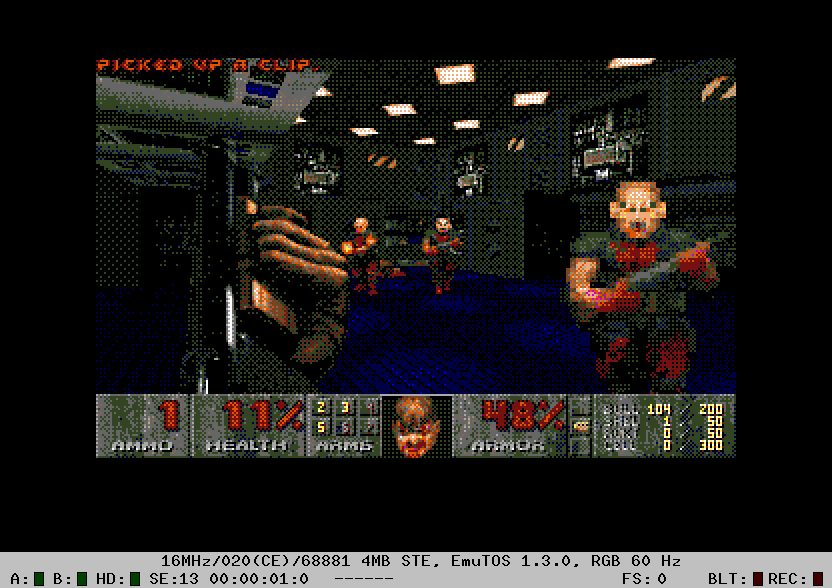 PICKED UP A CLIP.
1 11% 2 3 4 48% BULL 104 / 200
5 6 7 SHEL 1 / 50
RCKT 0 / 50
AMMO HEALTH ARMS ARMOR CELL 0 / 300
16MHz/020(CE)/68881 4MB STE, EmuTOS 1.3.0, RGB 60 Hz
A: B: HD: SE:13 00:00:01:0 ------ FS: 0 BLT: REC: